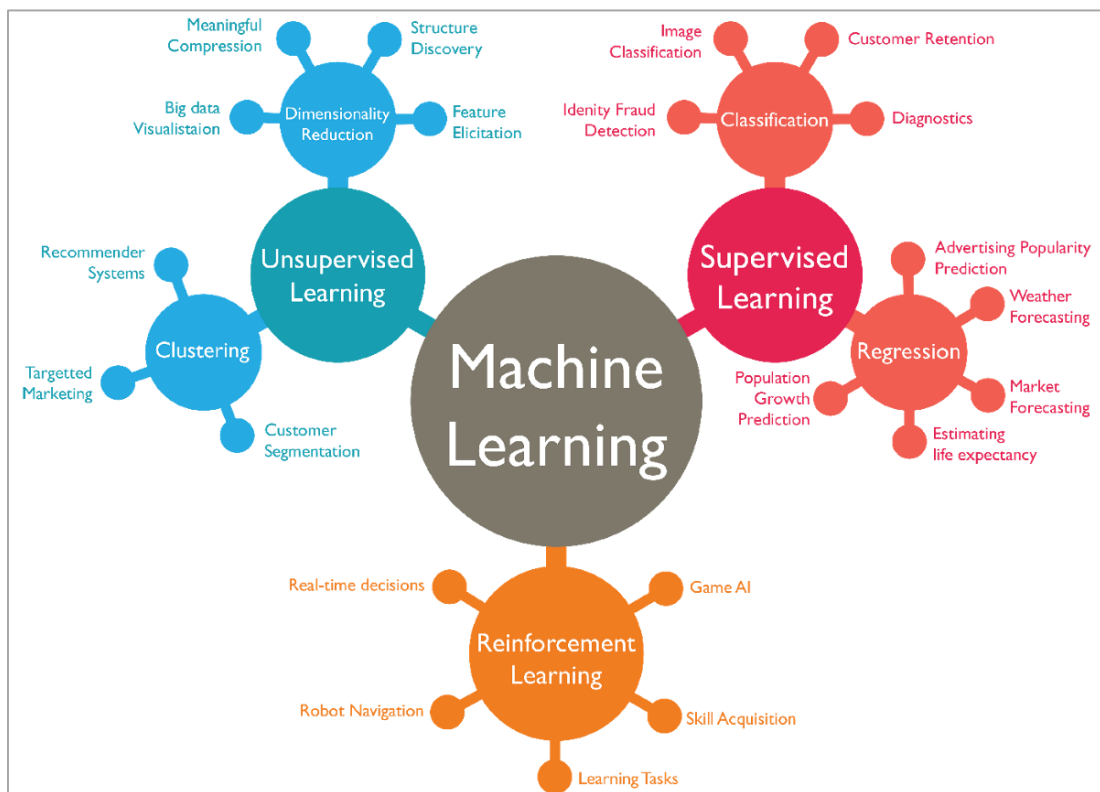 Meaningful
Compression
Structure
Discovery
Big data
Visualistaion
Dimensionality
Reduction
Feature
Elicitation
Image
Classification
Customer Retention
Idenity Fraud
Detection
Classification
Diagnostics
Unsupervised
Learning
Supervised
Learning
Recommender
Systems
Clustering
Targetted
Marketing
Customer
Segmentation
Machine
Learning
Advertising Popularity
Prediction
Weather
Forecasting
Regression
Population
Growth
Prediction
Market
Forecasting
Estimating
life expectancy
Real-time decisions
Game AI
Reinforcement
Learning
Robot Navigation
Skill Acquisition
Learning Tasks